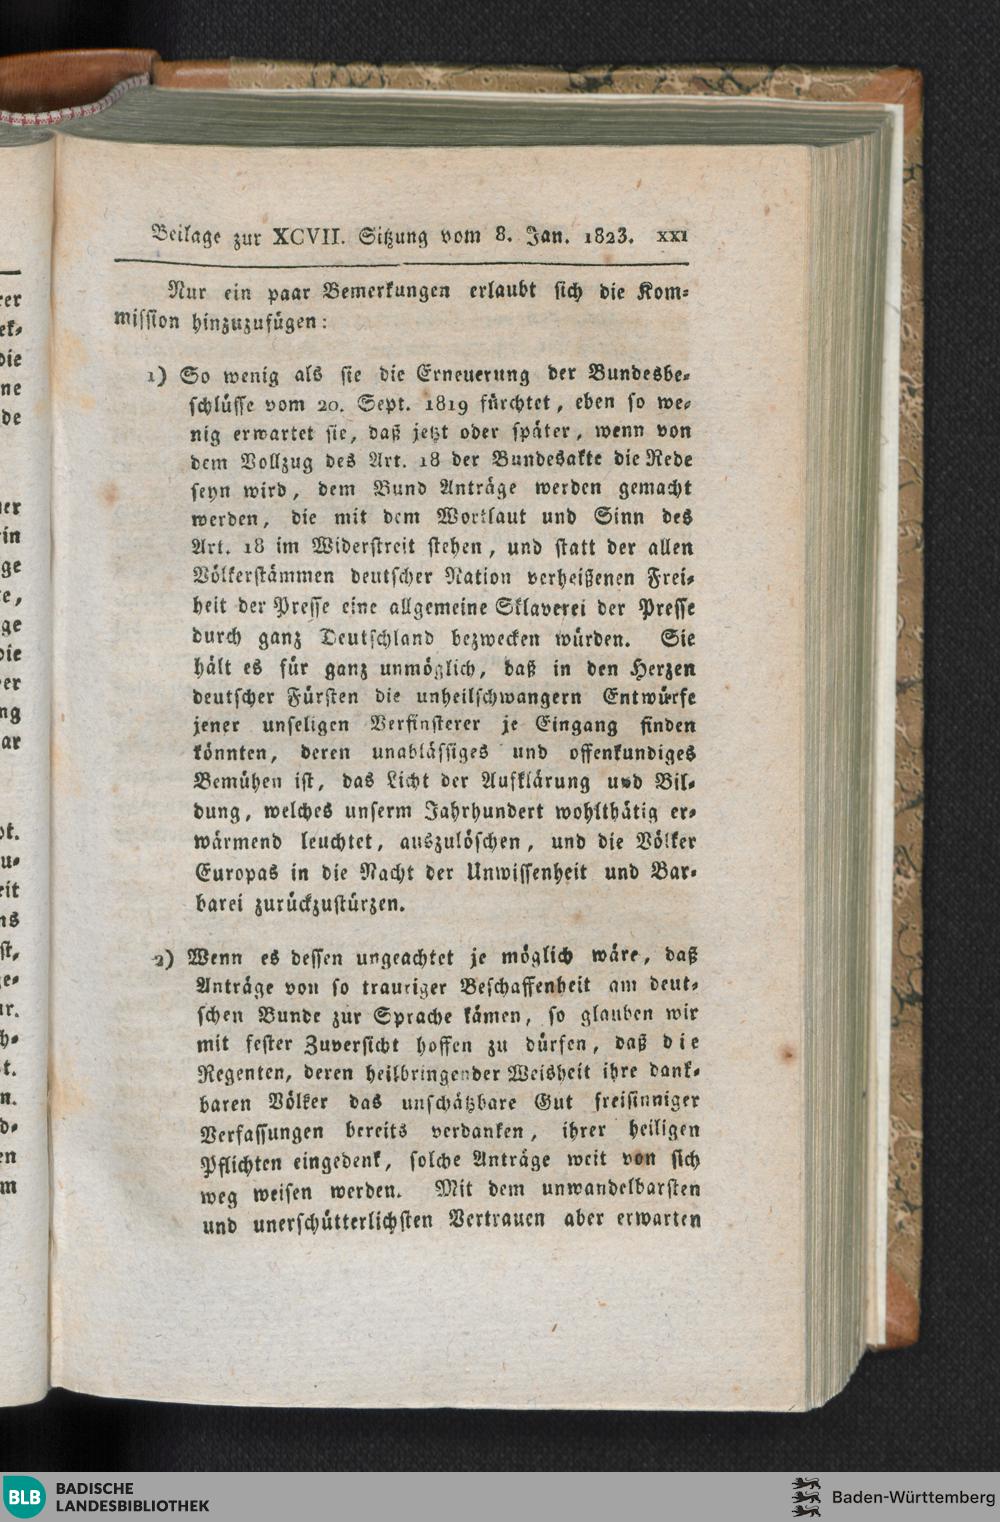 Beilage zur XCVII. Sitzung vom 8. Jan. 1823. XXI
Nur ein paar Bemerkungen erlaubt sich die Kom-
mission hinzuzufügen:
1) So wenig als sie die Erneuerung der Bundesbe-
schlüsse vom 20. Sept. 1819 fürchtet, eben so we-
nig erwartet sie, daß jetzt oder später, wenn von
dem Vollzug des Art. 18 der Bundesakte die Rede
seyn wird, dem Bund Anträge werden gemacht
werden, die mit dem Wortlaut und Sinn des
Art. 18 im Widerstreit stehen, und statt der allen
Völkerstämmen deutscher Nation verheißenen Frei-
heit der Presse eine allgemeine Sklaverei der Presse
durch ganz Deutschland bezwecken würden. Sie
hält es für ganz unmöglich, daß in den Herzen
deutscher Fürsten die unheilschwangern Entwürfe
jener unseligen Verfinsterer je Eingang finden
könnten, deren unablässiges und offenkundiges
Bemühen ist, das Licht der Aufklärung und Bil-
dung, welches unserm Jahrhundert wohlthätig er-
wärmend leuchtet, auszulöschen, und die Völker
Europas in die Nacht der Unwissenheit und Bar-
barei zurückzustürzen.
2) Wenn es dessen ungeachtet je möglich wäre, daß
Anträge von so trauriger Beschaffenheit am deut-
schen Bunde zur Sprache kämen, so glauben wir
mit fester Zuversicht hoffen zu dürfen, daß die
Regenten, deren heilbringender Weisheit ihre dank-
baren Völker das unschätzbare Gut freisinniger
Verfassungen bereits verdanken, ihrer heiligen
Pflichten eingedenk, solche Anträge weit von sich
weg weisen werden. Mit dem unwandelbarsten
und unerschütterlichsten Vertrauen aber erwarten
BLB BADISCHE
LANDESBIBLIOTHEK
Baden-Württemberg